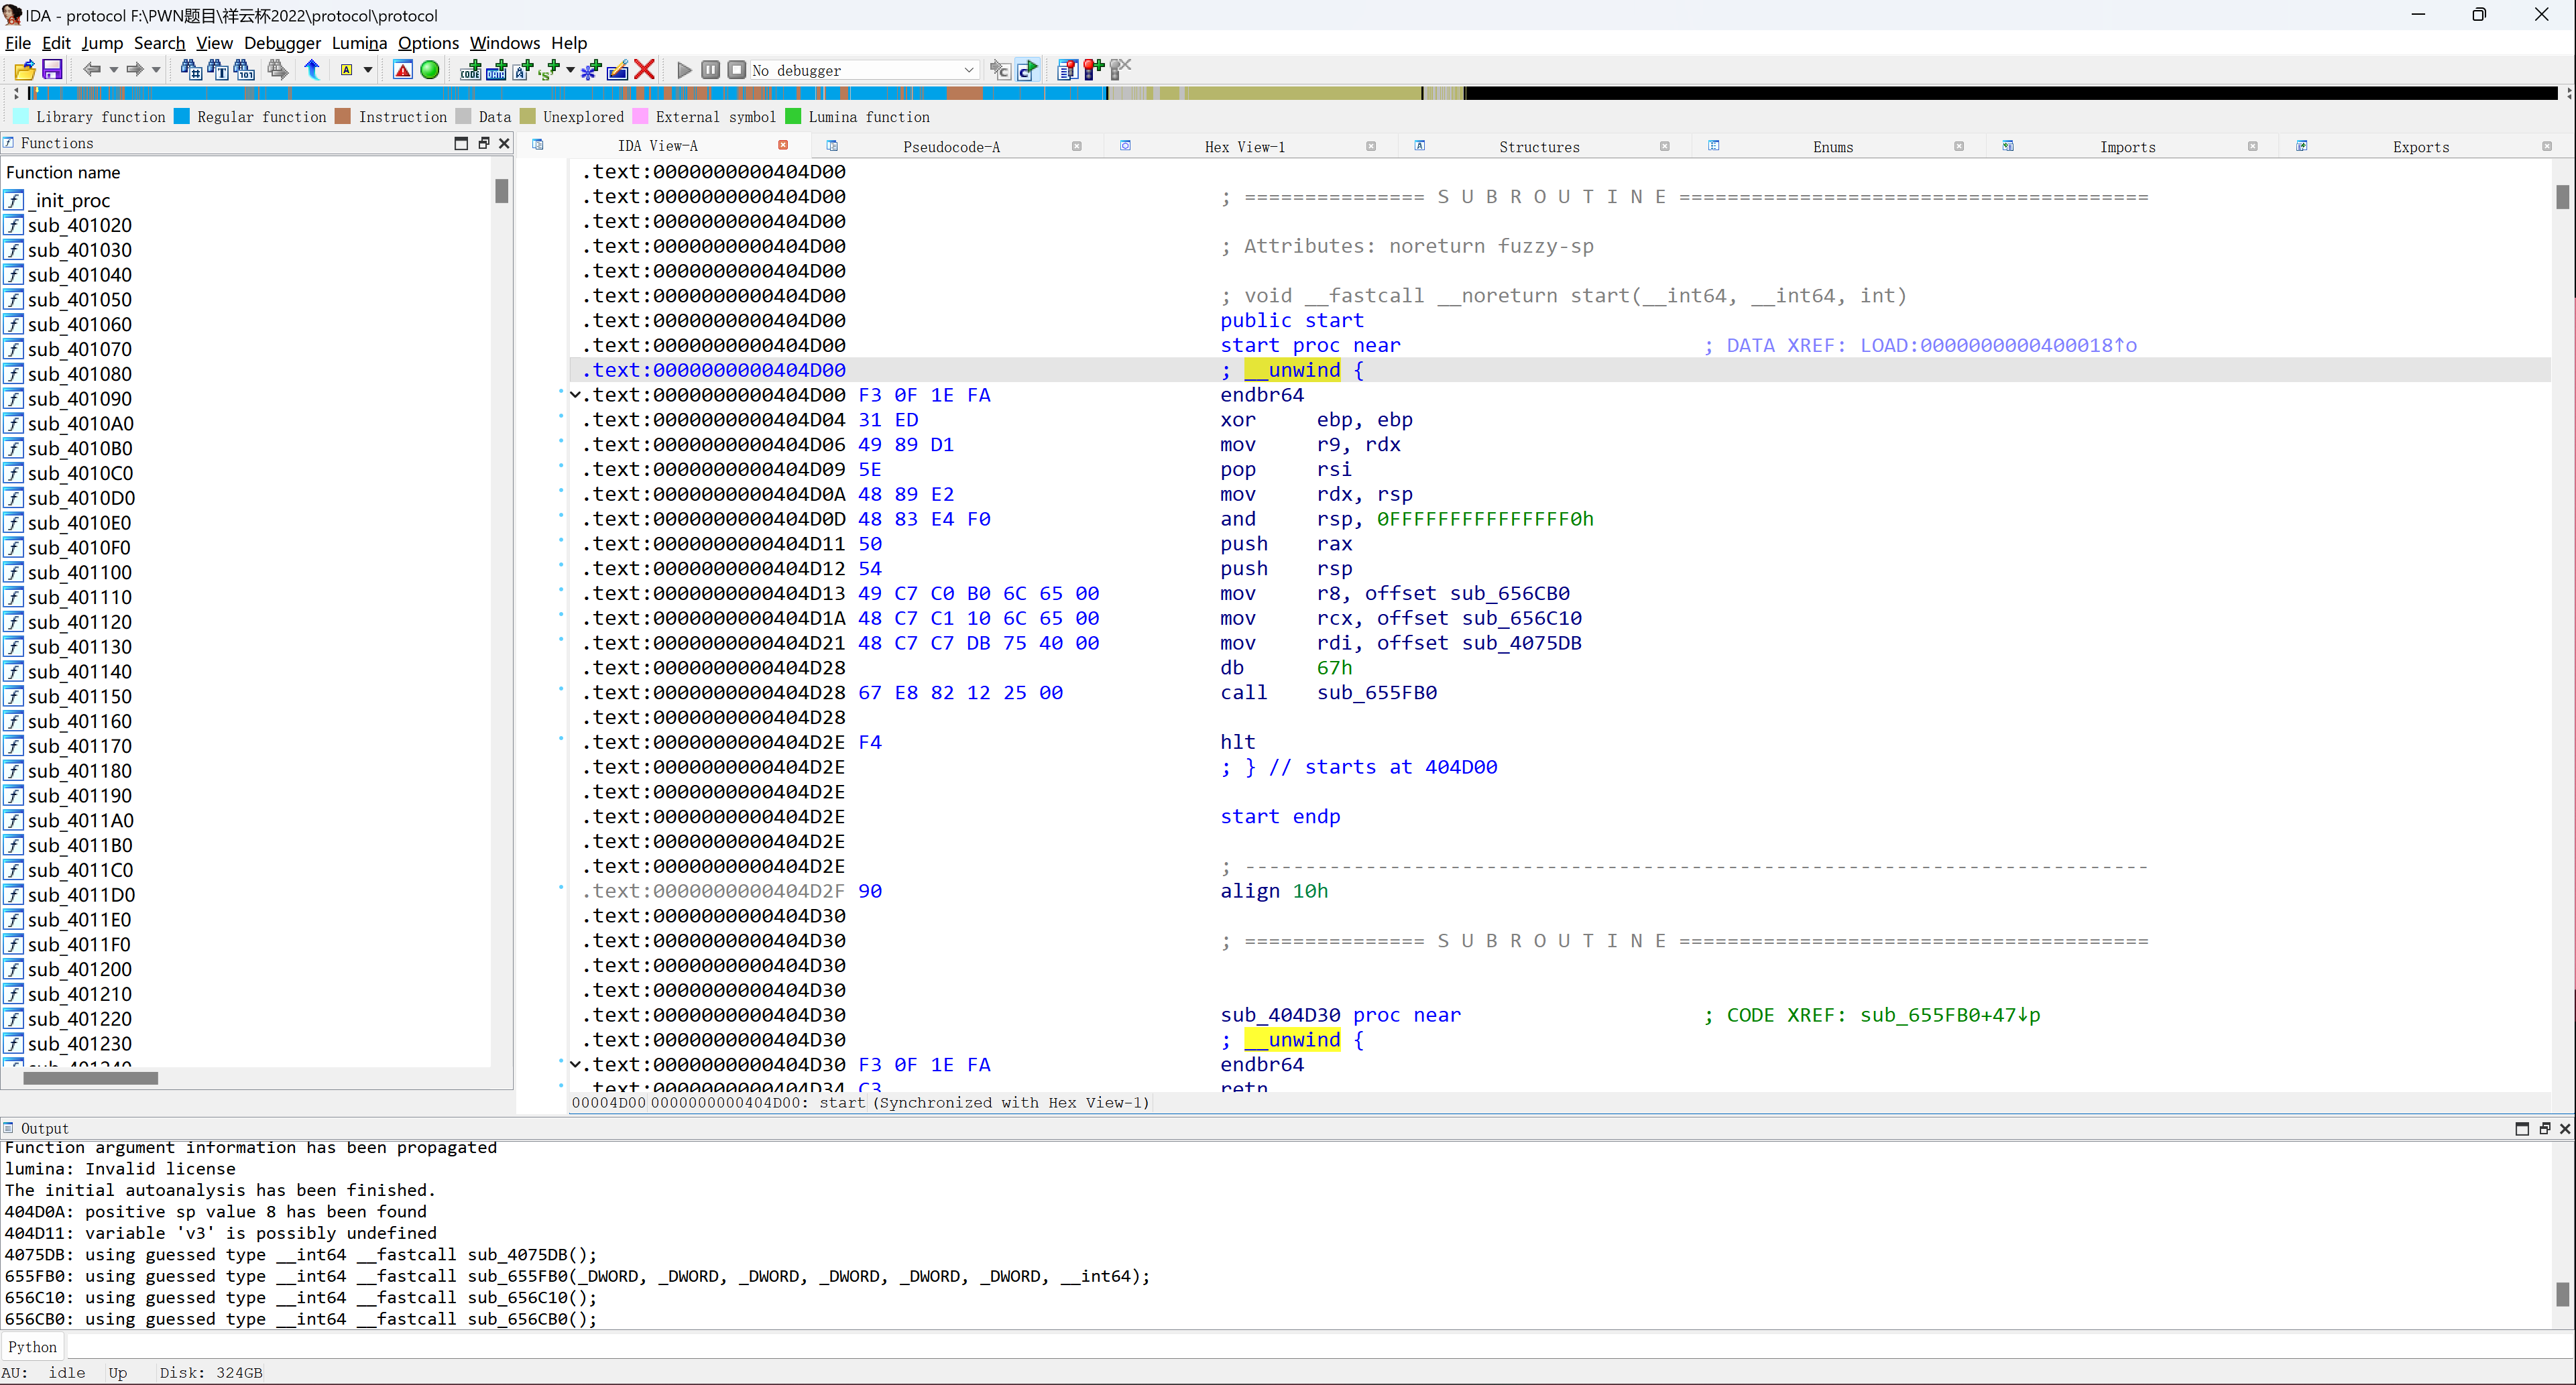 IDA - protocol F:\PWN题目\祥云杯2022\protocol\protocol
File Edit Jump Search View Debugger Lumina Options Windows Help
No debugger
Library function Regular function Instruction Data Unexplored External symbol Lumina function
Functions
Function name
_init_proc
sub_401020
sub_401030
sub_401040
sub_401050
sub_401060
sub_401070
sub_401080
sub_401090
sub_4010A0
sub_4010B0
sub_4010C0
sub_4010D0
sub_4010E0
sub_4010F0
sub_401100
sub_401110
sub_401120
sub_401130
sub_401140
sub_401150
sub_401160
sub_401170
sub_401180
sub_401190
sub_4011A0
sub_4011B0
sub_4011C0
sub_4011D0
sub_4011E0
sub_4011F0
sub_401200
sub_401210
sub_401220
sub_401230
sub_401240
IDA View-A Pseudocode-A Hex View-1 Structures Enums Imports Exports
.text:0000000000404D00
.text:0000000000404D00 ; =============== S U B R O U T I N E =======================================
.text:0000000000404D00
.text:0000000000404D00 ; Attributes: noreturn fuzzy-sp
.text:0000000000404D00
.text:0000000000404D00 ; void __fastcall __noreturn start(__int64, __int64, int)
.text:0000000000404D00 public start
.text:0000000000404D00 start proc near ; DATA XREF: LOAD:0000000000400018↑o
.text:0000000000404D00 ; __unwind {
.text:0000000000404D00 F3 0F 1E FA endbr64
.text:0000000000404D04 31 ED xor ebp, ebp
.text:0000000000404D06 49 89 D1 mov r9, rdx
.text:0000000000404D09 5E pop rsi
.text:0000000000404D0A 48 89 E2 mov rdx, rsp
.text:0000000000404D0D 48 83 E4 F0 and rsp, 0FFFFFFFFFFFFFFF0h
.text:0000000000404D11 50 push rax
.text:0000000000404D12 54 push rsp
.text:0000000000404D13 49 C7 C0 B0 6C 65 00 mov r8, offset sub_656CB0
.text:0000000000404D1A 48 C7 C1 10 6C 65 00 mov rcx, offset sub_656C10
.text:0000000000404D21 48 C7 C7 DB 75 40 00 mov rdi, offset sub_4075DB
.text:0000000000404D28 db 67h
.text:0000000000404D28 67 E8 82 12 25 00 call sub_655FB0
.text:0000000000404D28
.text:0000000000404D2E F4 hlt
.text:0000000000404D2E ; } // starts at 404D00
.text:0000000000404D2E
.text:0000000000404D2E start endp
.text:0000000000404D2E
.text:0000000000404D2E ; ---------------------------------------------------------------------------
.text:0000000000404D2F 90 align 10h
.text:0000000000404D30
.text:0000000000404D30 ; =============== S U B R O U T I N E =======================================
.text:0000000000404D30
.text:0000000000404D30
.text:0000000000404D30 sub_404D30 proc near ; CODE XREF: sub_655FB0+47↓p
.text:0000000000404D30 ; __unwind {
.text:0000000000404D30 F3 0F 1E FA endbr64
.text:0000000000404D34 C3 retn
00004D00 0000000000404D00: start (Synchronized with Hex View-1)
Output
Function argument information has been propagated
lumina: Invalid license
The initial autoanalysis has been finished.
404D0A: positive sp value 8 has been found
404D11: variable 'v3' is possibly undefined
4075DB: using guessed type __int64 __fastcall sub_4075DB();
655FB0: using guessed type __int64 __fastcall sub_655FB0(_DWORD, _DWORD, _DWORD, _DWORD, _DWORD, _DWORD, __int64);
656C10: using guessed type __int64 __fastcall sub_656C10();
656CB0: using guessed type __int64 __fastcall sub_656CB0();
Python
AU: idle Up Disk: 324GB